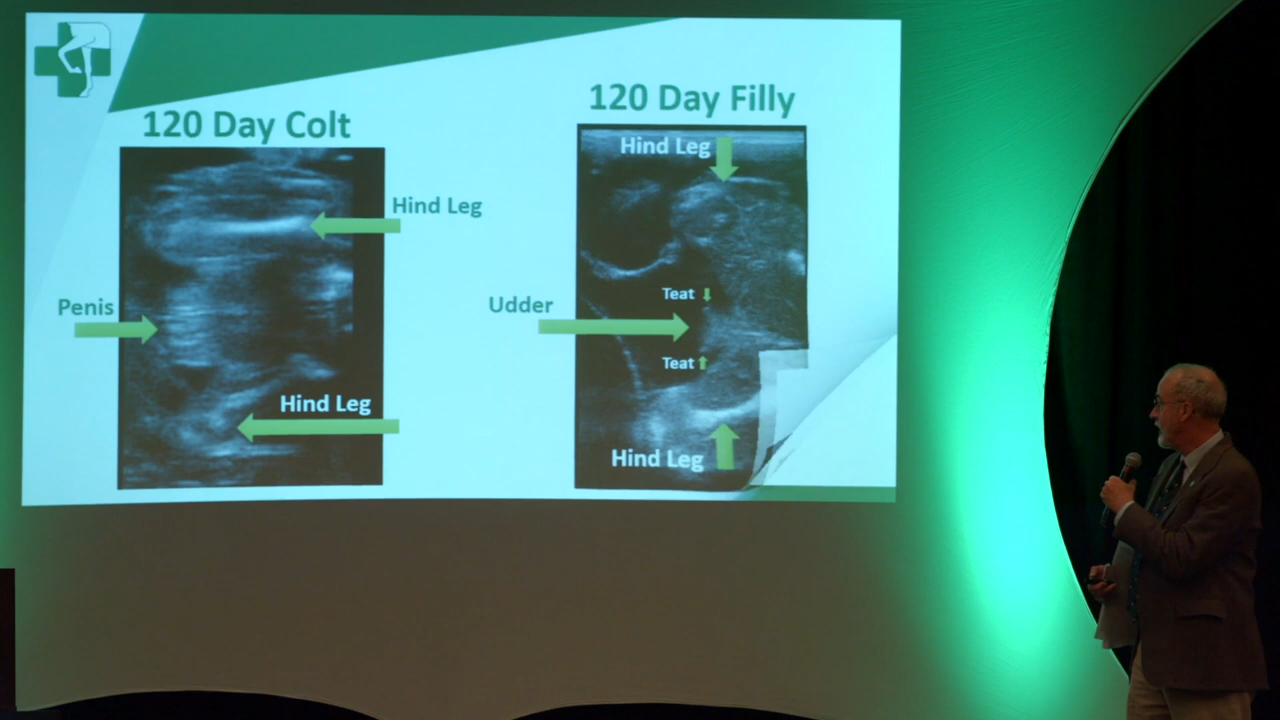 120 Day Colt
Hind Leg
Penis
Hind Leg
120 Day Filly
Hind Leg
Teat
Udder
Teat
Hind Leg